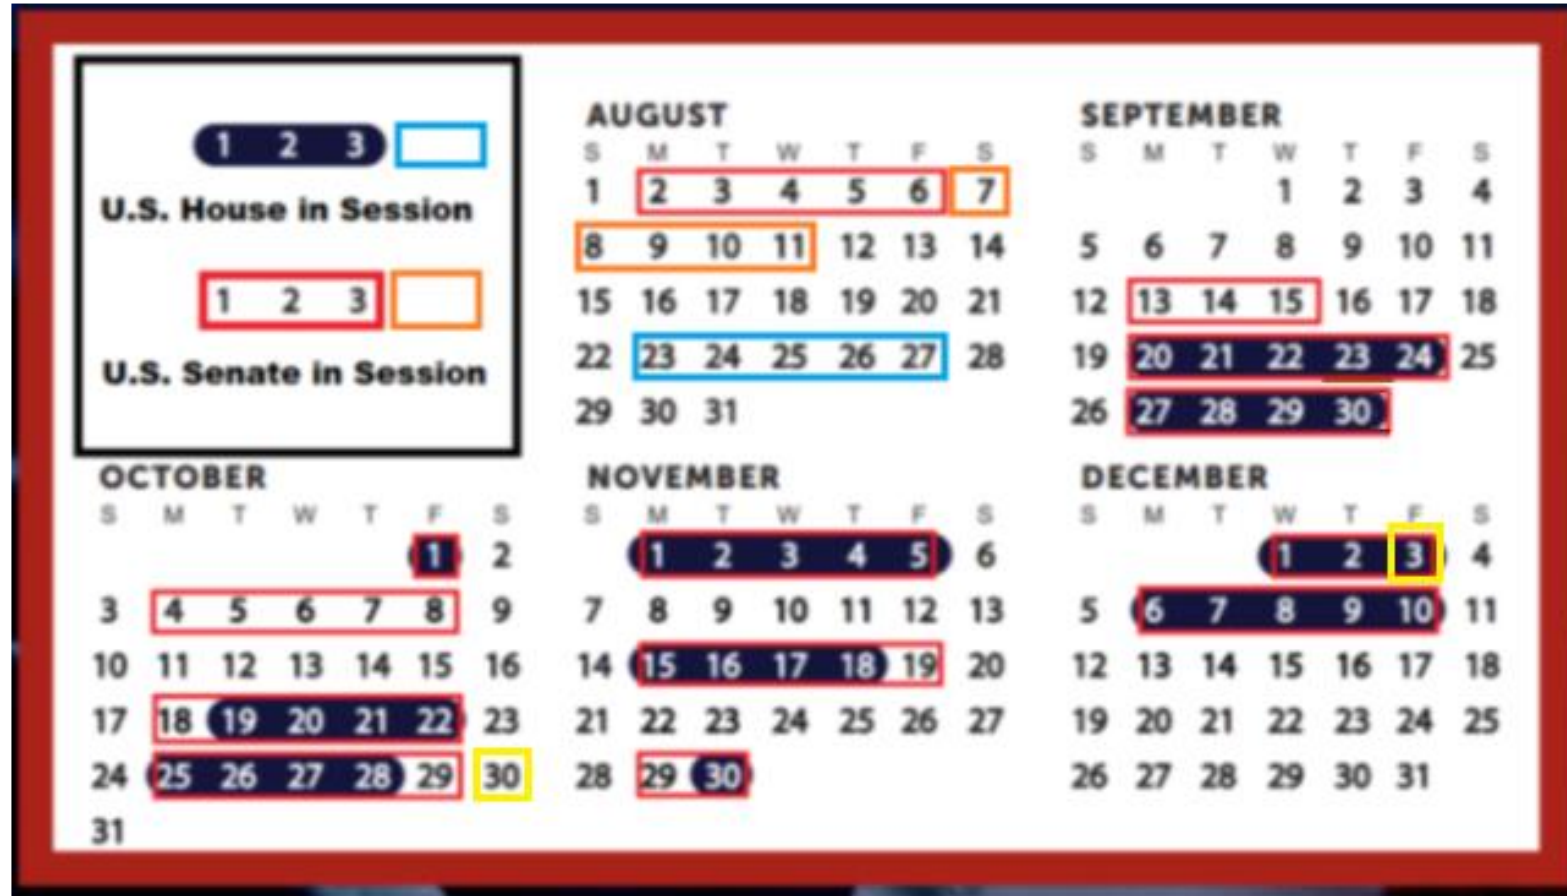 1 2 3
U.S. House in Session
1 2 3
U.S. Senate in Session
AUGUST
S M T W T F S
1 2 3 4 5 6 7
8 9 10 11 12 13 14
15 16 17 18 19 20 21
22 23 24 25 26 27 28
29 30 31
SEPTEMBER
S M T W T F S
1 2 3 4
5 6 7 8 9 10 11
12 13 14 15 16 17 18
19 20 21 22 23 24 25
26 27 28 29 30
OCTOBER
S M T W T F S
1 2
3 4 5 6 7 8 9
10 11 12 13 14 15 16
17 18 19 20 21 22 23
24 25 26 27 28 29 30
31
NOVEMBER
S M T W T F S
1 2 3 4 5 6
7 8 9 10 11 12 13
14 15 16 17 18 19 20
21 22 23 24 25 26 27
28 29 30
DECEMBER
S M T W T F S
1 2 3 4
5 6 7 8 9 10 11
12 13 14 15 16 17 18
19 20 21 22 23 24 25
26 27 28 29 30 31